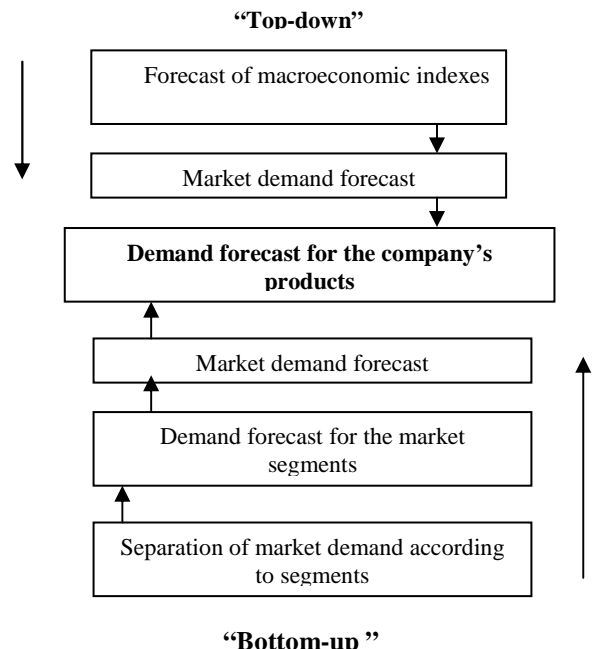 “Top-down”
Forecast of macroeconomic indexes
Market demand forecast
Demand forecast for the company’s
products
Market demand forecast
Demand forecast for the market
segments
Separation of market demand according
to segments
“Bottom-up ”